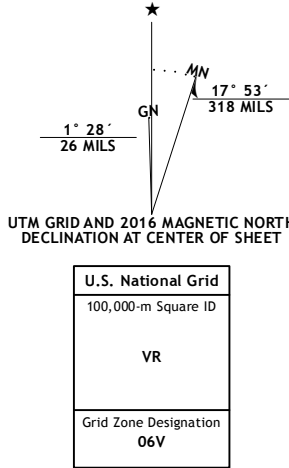 ★
MN
GN
17° 53´
318 MILS
1° 28´
26 MILS
UTM GRID AND 2016 MAGNETIC NORTH
DECLINATION AT CENTER OF SHEET
U.S. National Grid
100,000-m Square ID
VR
Grid Zone Designation
06V